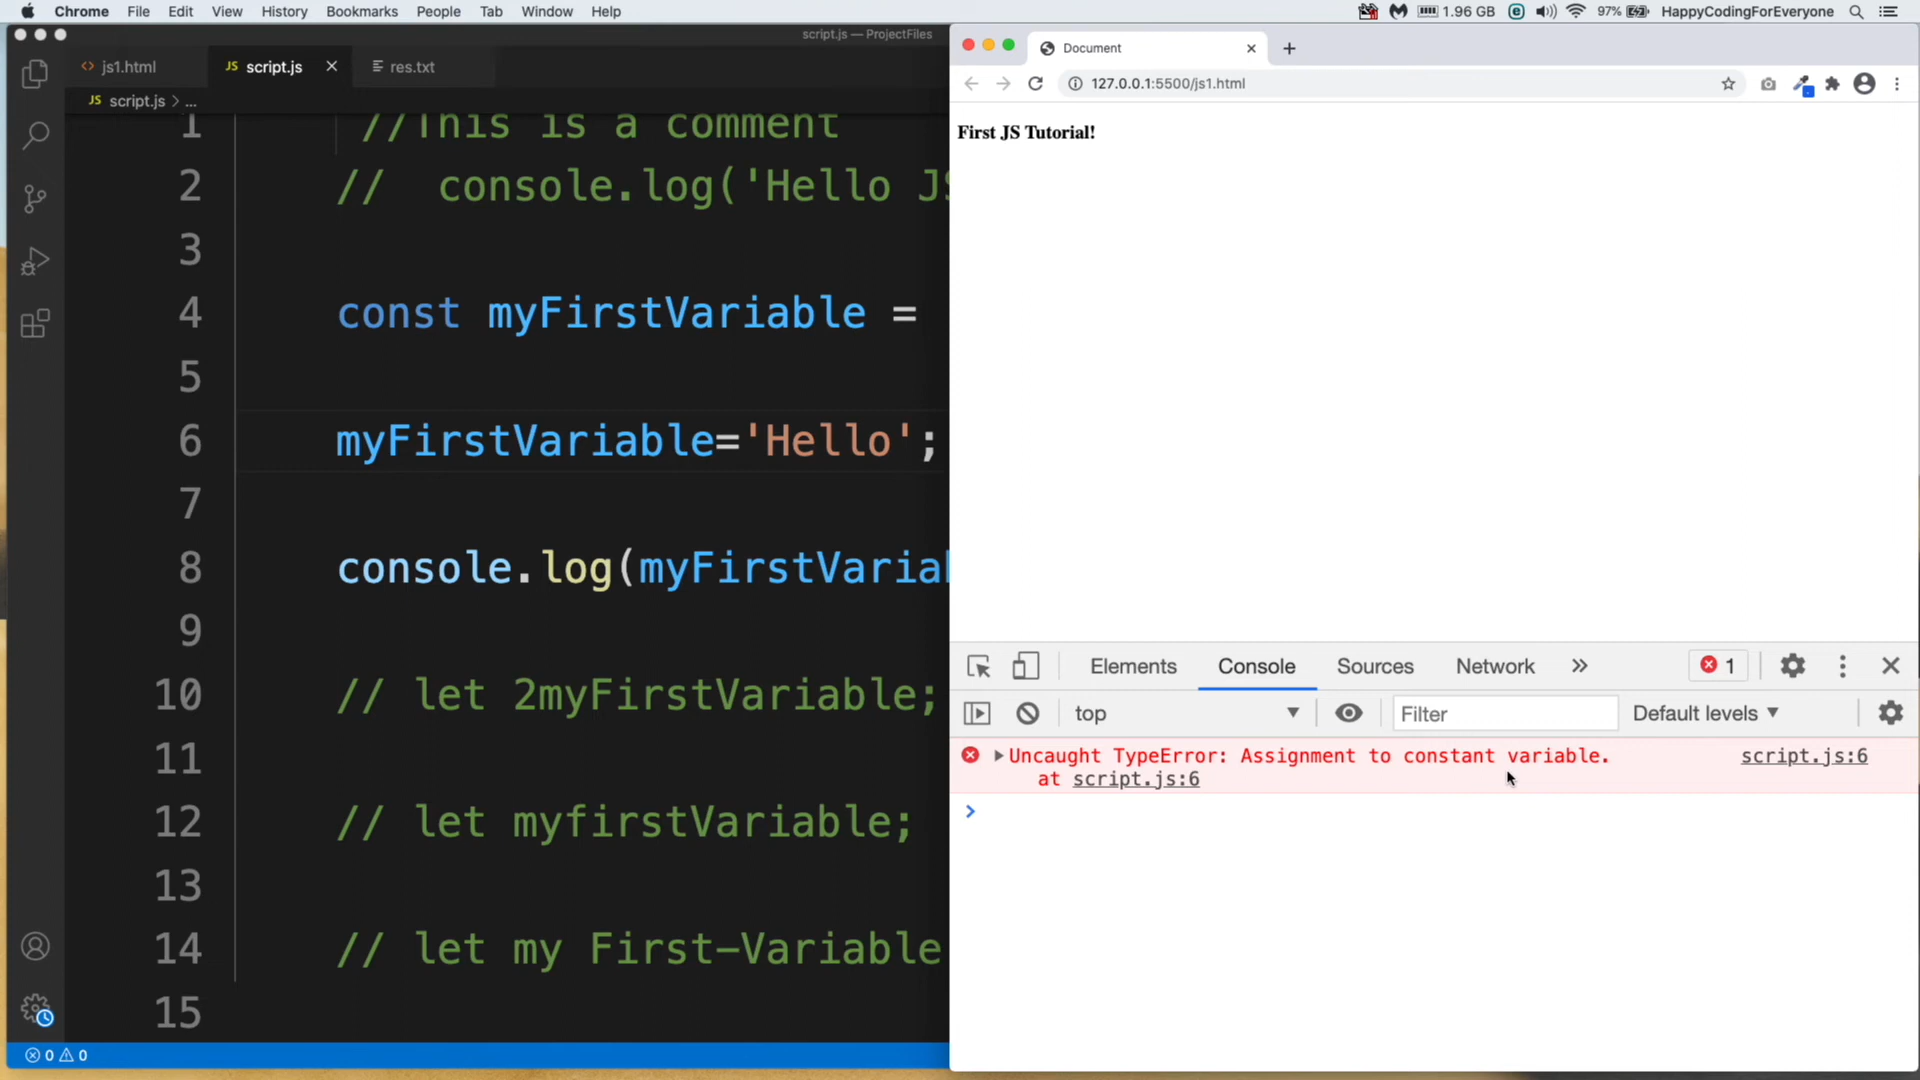 Chrome File Edit View History Bookmarks People Tab Window Help
1.96 GB 97% HappyCodingForEveryone
script.js — ProjectFiles
js1.html JS script.js res.txt
JS script.js > ...
1 //This is a comment
2 // console.log('Hello JS
3
4 const myFirstVariable =
5
6 myFirstVariable='Hello';
7
8 console.log(myFirstVariab
9
10 // let 2myFirstVariable;
11
12 // let myfirstVariable;
13
14 // let my First-Variable
15
0 0
Document
127.0.0.1:5500/js1.html
First JS Tutorial!
Elements Console Sources Network » 1
top Filter Default levels
Uncaught TypeError: Assignment to constant variable. script.js:6
at script.js:6